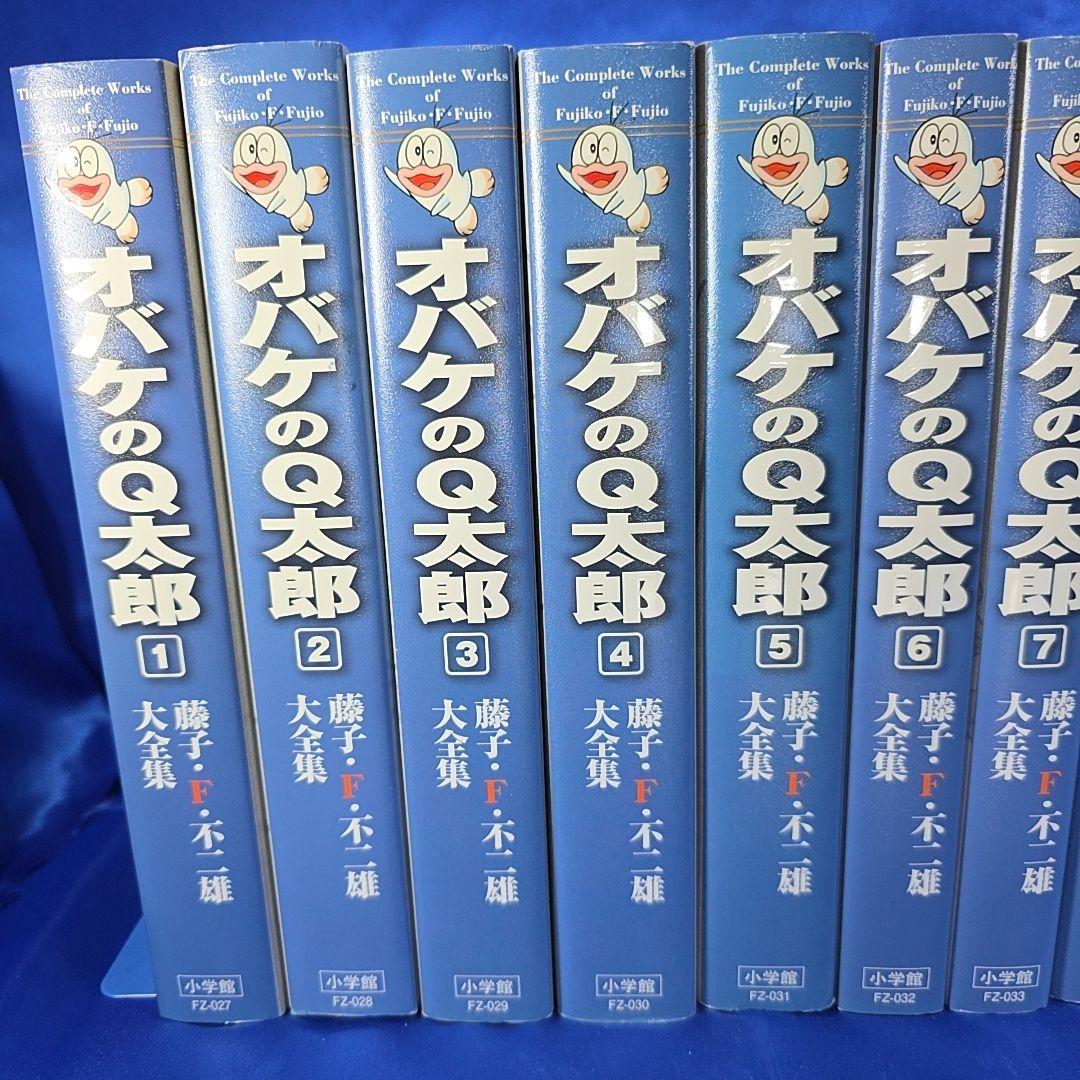 The Complete Works
of
Fujiko・F・Fujio
オバケのQ太郎
1
藤子・F・不二雄
大全集
小学館
FZ-027
The Complete Works
of
Fujiko・F・Fujio
オバケのQ太郎
2
藤子・F・不二雄
大全集
小学館
FZ-028
The Complete Works
of
Fujiko・F・Fujio
オバケのQ太郎
3
藤子・F・不二雄
大全集
小学館
FZ-029
The Complete Works
of
Fujiko・F・Fujio
オバケのQ太郎
4
藤子・F・不二雄
大全集
小学館
FZ-030
The Complete Works
of
Fujiko・F・Fujio
オバケのQ太郎
5
藤子・F・不二雄
大全集
小学館
FZ-031
The Complete Works
of
Fujiko・F・Fujio
オバケのQ太郎
6
藤子・F・不二雄
大全集
小学館
FZ-032
The Co
Fujik
オバケのQ太郎
7
藤子・F・不二雄
大全集
小学館
FZ-033